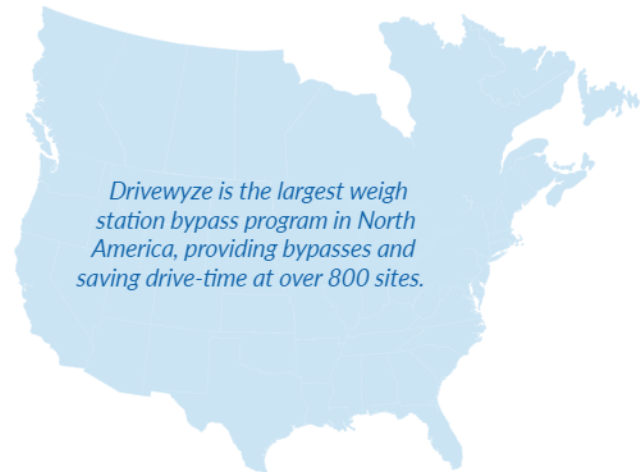 Drivewyze is the largest weigh
station bypass program in North
America, providing bypasses and
saving drive-time at over 800 sites.